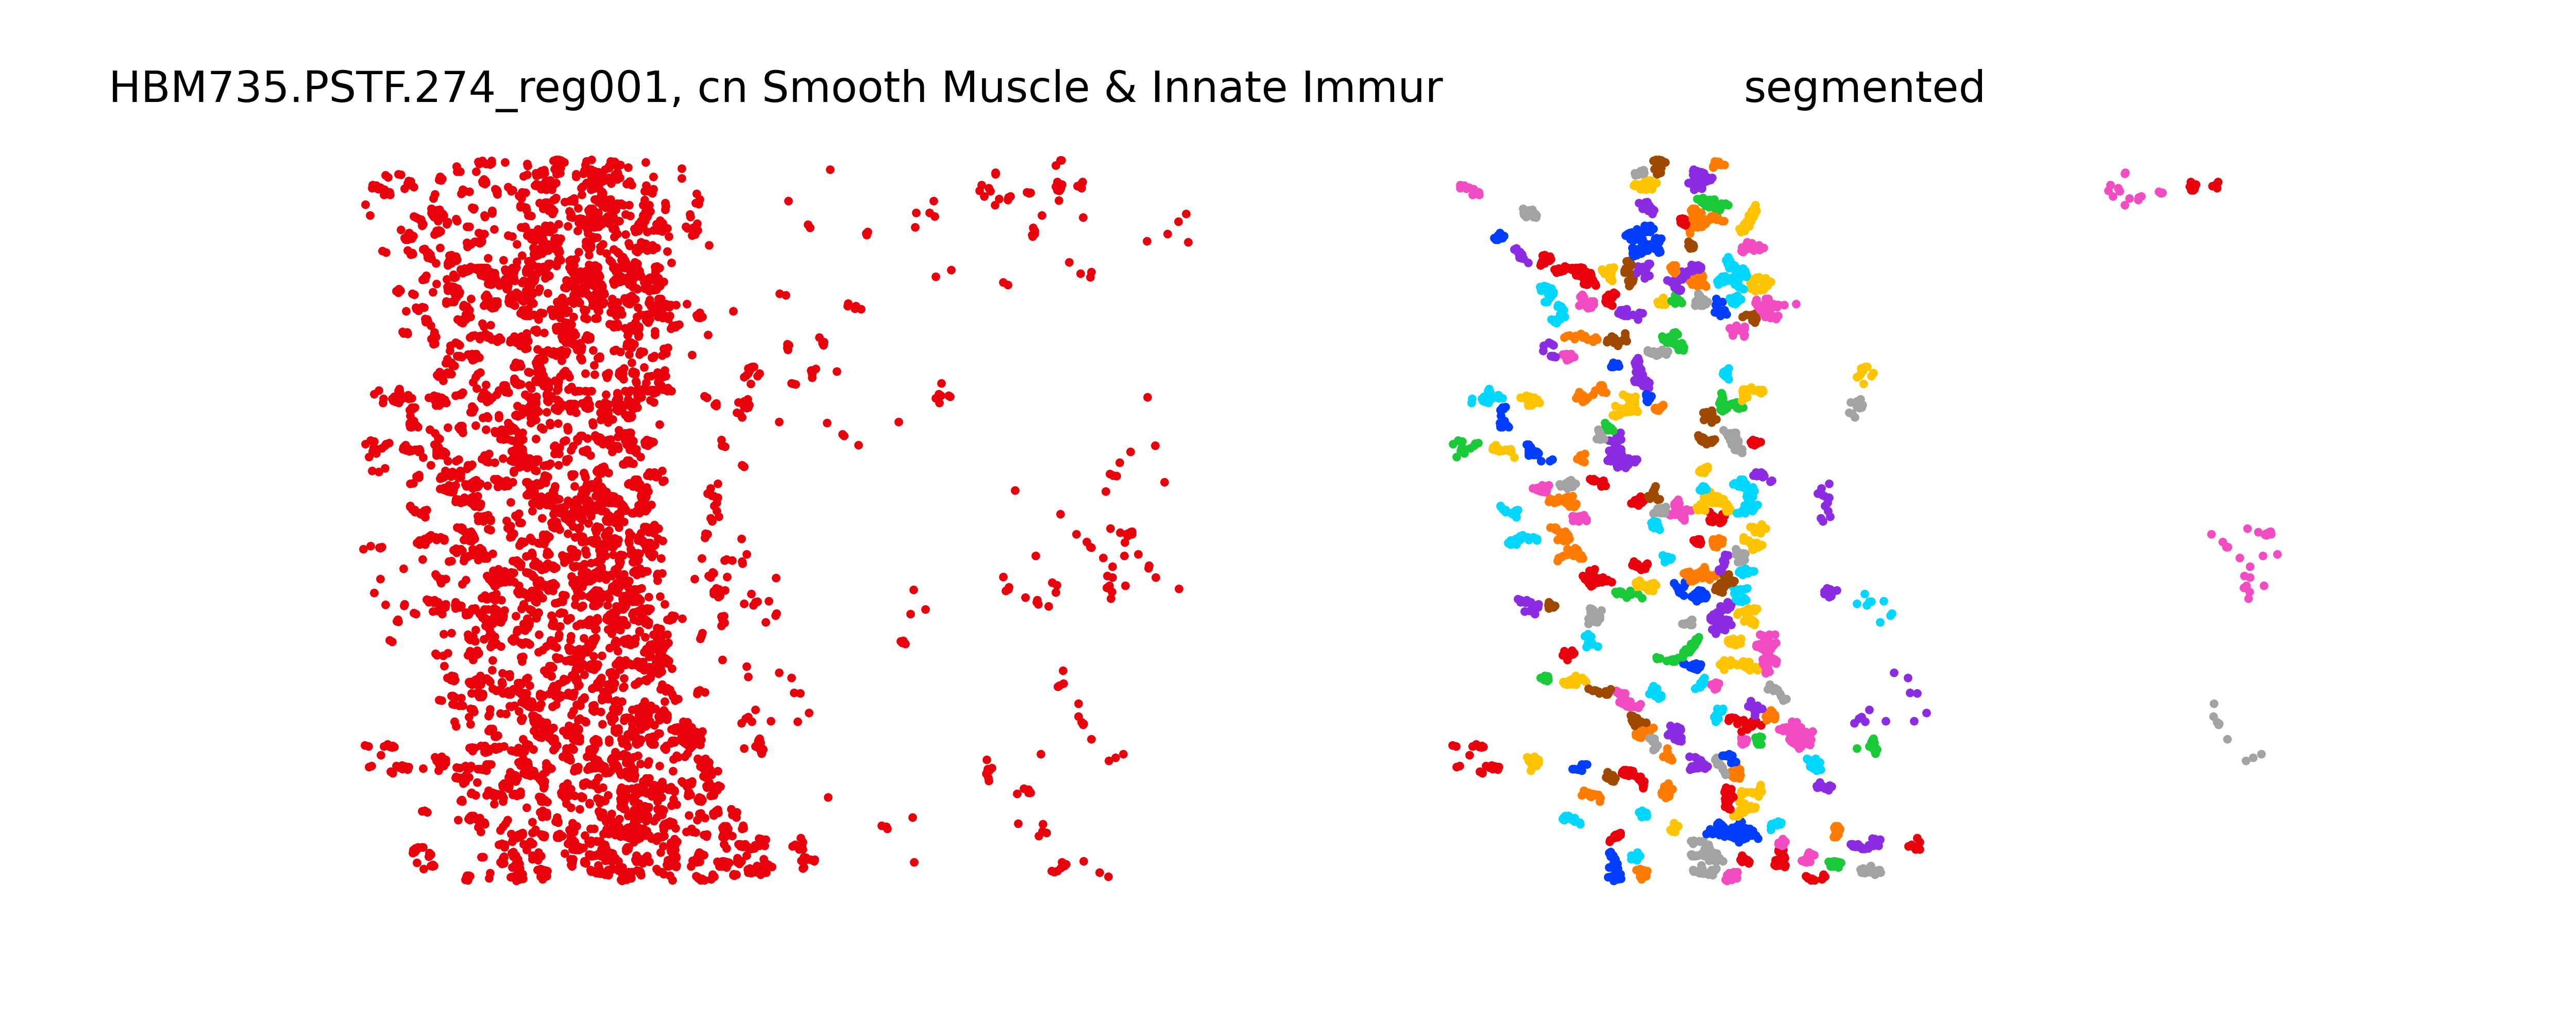 HBM735.PSTF.274_reg001, cn Smooth Muscle & Innate Immur
segmented